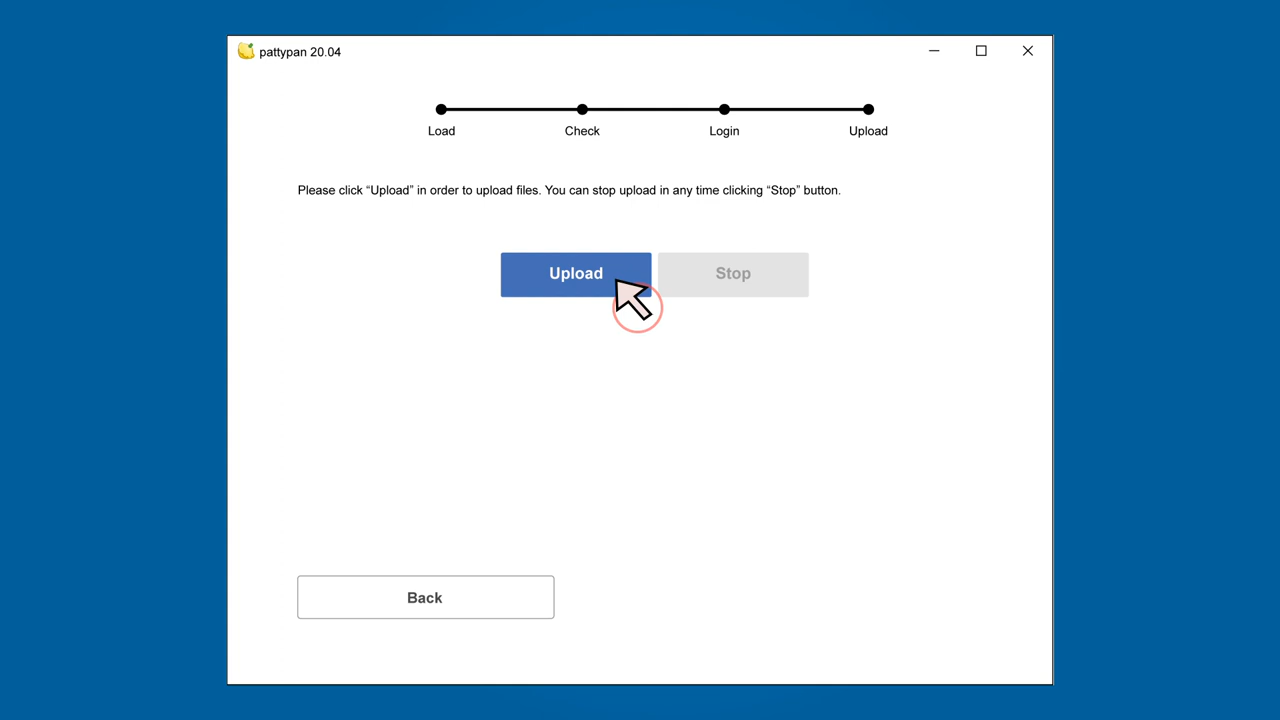 pattypan 20.04
Load Check Login Upload
Please click “Upload” in order to upload files. You can stop upload in any time clicking “Stop” button.
Upload Stop
Back